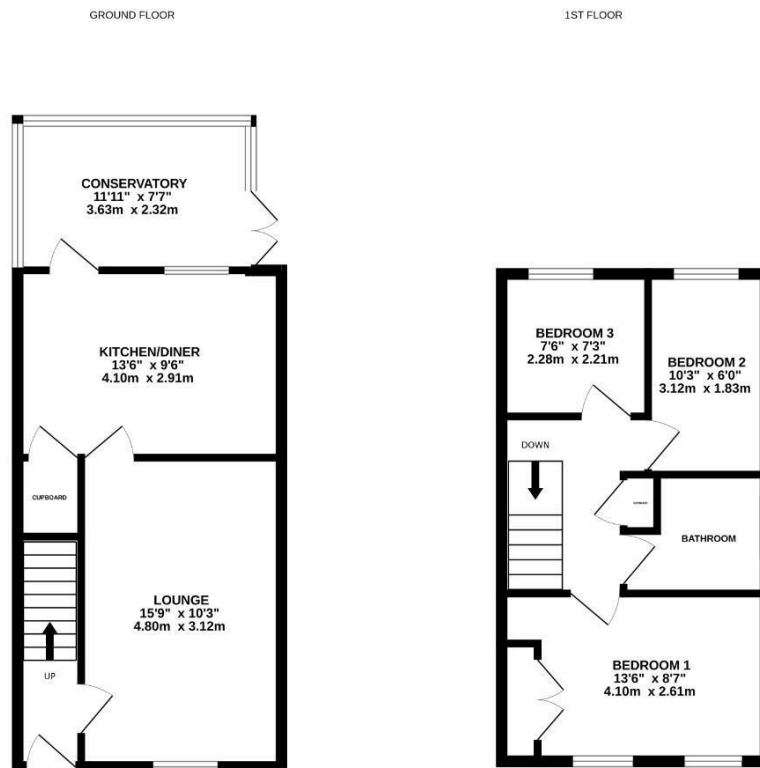 GROUND FLOOR
1ST FLOOR
CONSERVATORY
11'11" x 7'7"
3.63m x 2.32m
KITCHEN/DINER
13'6" x 9'6"
4.10m x 2.91m
CUPBOARD
LOUNGE
15'9" x 10'3"
4.80m x 3.12m
UP
BEDROOM 3
7'6" x 7'3"
2.28m x 2.21m
BEDROOM 2
10'3" x 6'0"
3.12m x 1.83m
DOWN
BATHROOM
BEDROOM 1
13'6" x 8'7"
4.10m x 2.61m